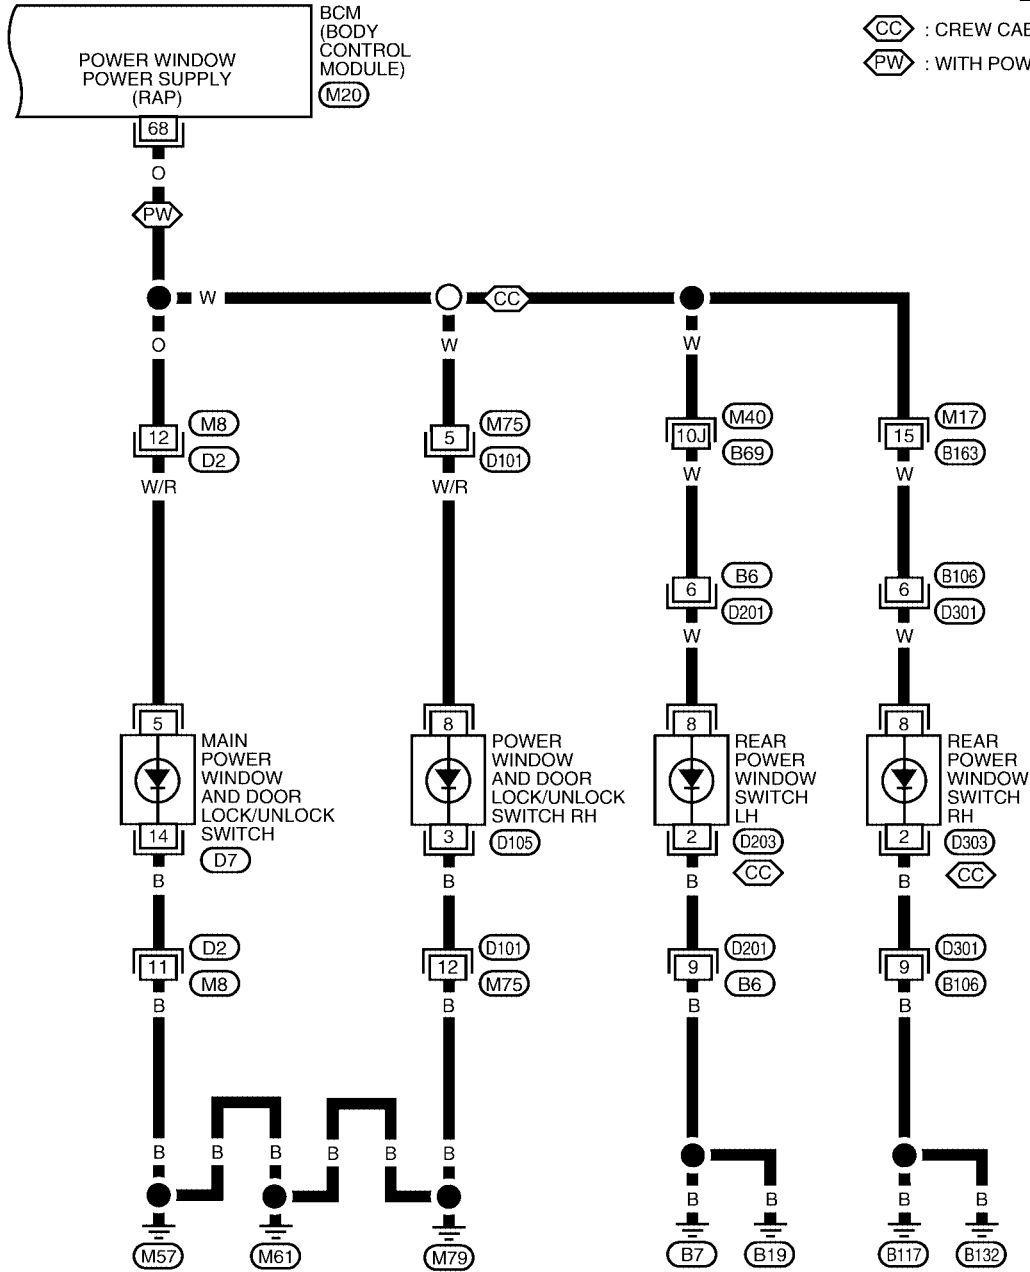 BCM
(BODY
CONTROL
MODULE)
M20
POWER WINDOW
POWER SUPPLY
(RAP)
CC : CREW CAB
PW : WITH POW
68
O
PW
W
CC
O
W
W
12
M8
D2
5
M75
D101
10J
M40
B69
15
M17
B163
W/R
W/R
W
W
6
B6
D201
6
B106
D301
W
W
5
8
8
8
MAIN
POWER
WINDOW
AND DOOR
LOCK/UNLOCK
SWITCH
D7
POWER
WINDOW
AND DOOR
LOCK/UNLOCK
SWITCH RH
D105
REAR
POWER
WINDOW
SWITCH
LH
D203
CC
REAR
POWER
WINDOW
SWITCH
RH
D303
CC
14
3
2
2
B
B
B
B
11
D2
M8
12
D101
M75
9
D201
B6
9
D301
B106
B
B
B
B
B
B
B
B
B
B
B
B
B
B
M57
M61
M79
B7
B19
B117
B132